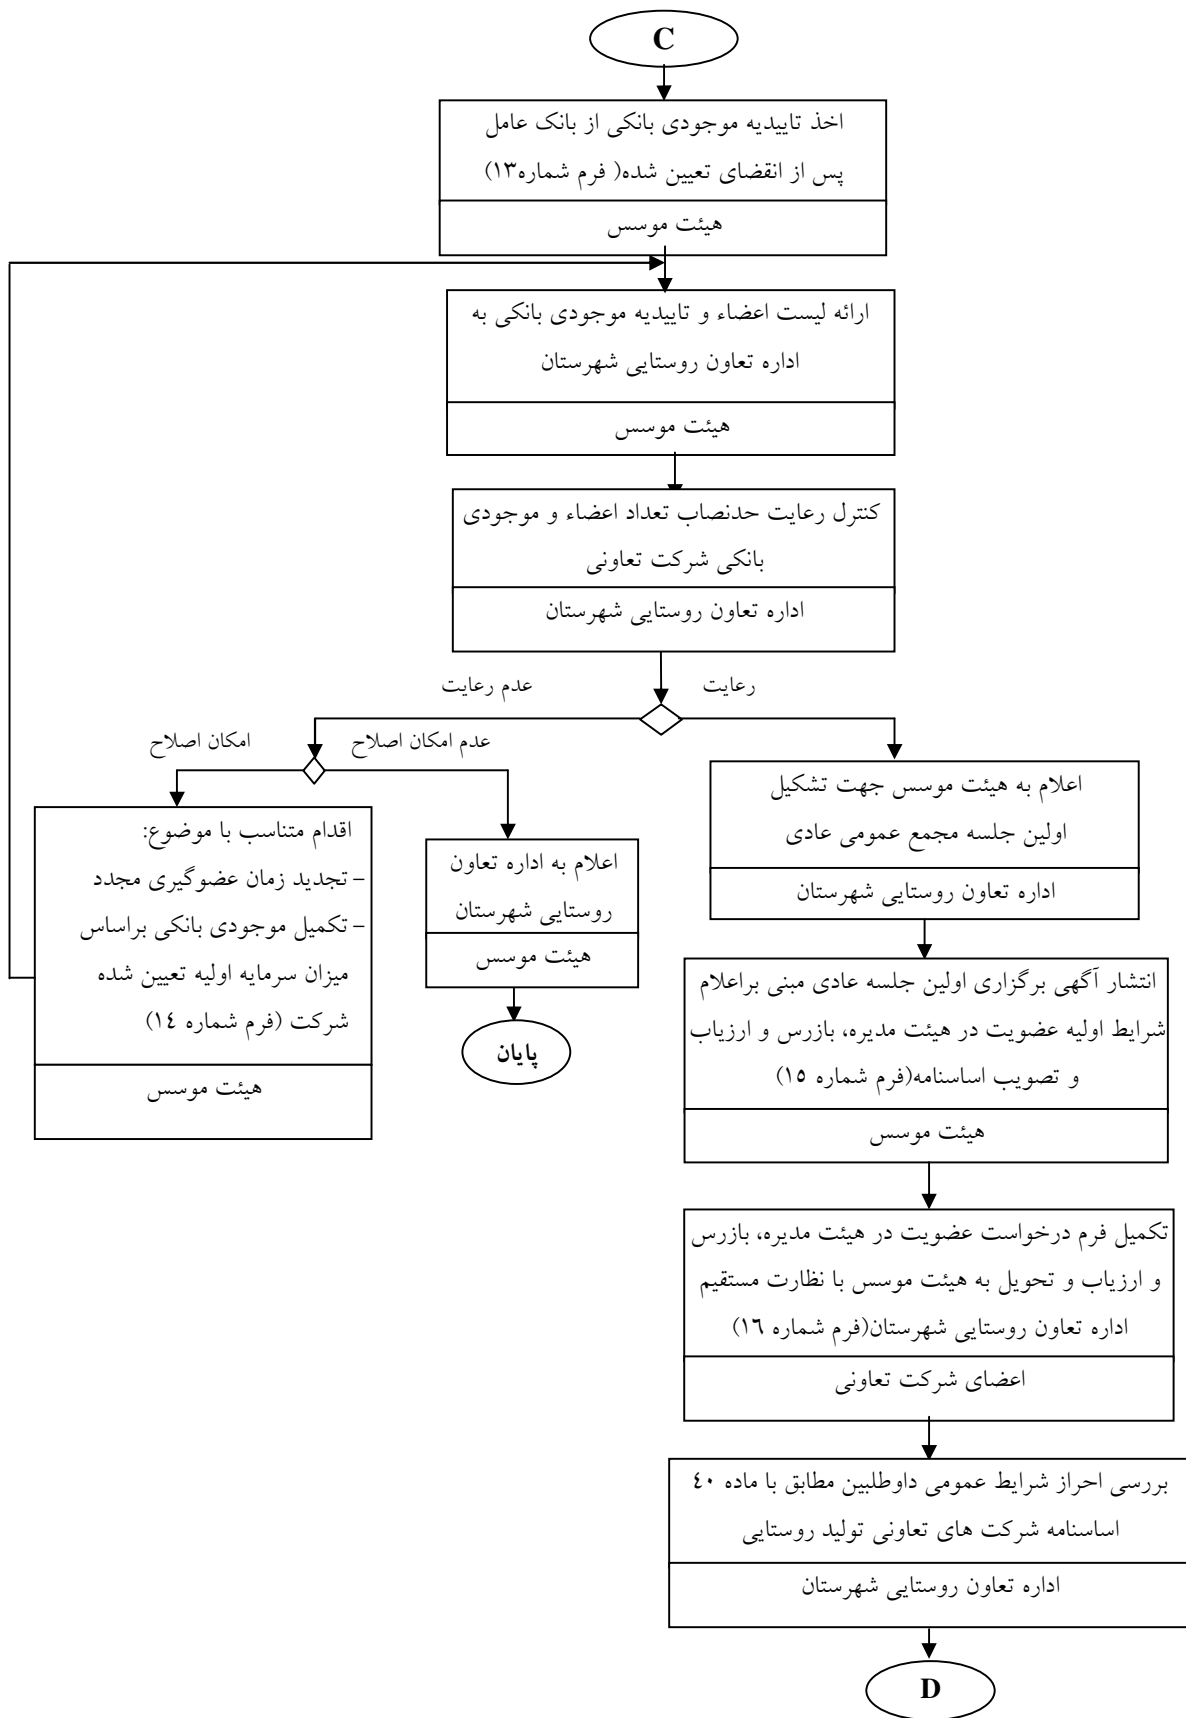 C
اخذ تاییدیه موجودی بانکی از بانک عامل
پس از انقضای تعیین شده( فرم شماره۱۳)
هیئت موسس
ارائه لیست اعضاء و تاییدیه موجودی بانکی به
اداره تعاون روستایی شهرستان
هیئت موسس
کنترل رعایت حدنصاب تعداد اعضاء و موجودی
بانکی شرکت تعاونی
اداره تعاون روستایی شهرستان
رعایت
عدم رعایت
عدم امکان اصلاح
امکان اصلاح
اعلام به هیئت موسس جهت تشکیل
اولین جلسه مجمع عمومی عادی
اداره تعاون روستایی شهرستان
اعلام به اداره تعاون
روستایی شهرستان
هیئت موسس
پایان
اقدام متناسب با موضوع:
- تجدید زمان عضوگیری مجدد
- تکمیل موجودی بانکی براساس
میزان سرمایه اولیه تعیین شده
شرکت (فرم شماره ۱٤)
هیئت موسس
انتشار آگهی برگزاری اولین جلسه عادی مبنی براعلام
شرایط اولیه عضویت در هیئت مدیره، بازرس و ارزیاب
و تصویب اساسنامه(فرم شماره ۱۵)
هیئت موسس
تکمیل فرم درخواست عضویت در هیئت مدیره، بازرس
و ارزیاب و تحویل به هیئت موسس با نظارت مستقیم
اداره تعاون روستایی شهرستان(فرم شماره ۱٦)
اعضای شرکت تعاونی
بررسی احراز شرایط عمومی داوطلبین مطابق با ماده ٤۰
اساسنامه شرکت های تعاونی تولید روستایی
اداره تعاون روستایی شهرستان
D